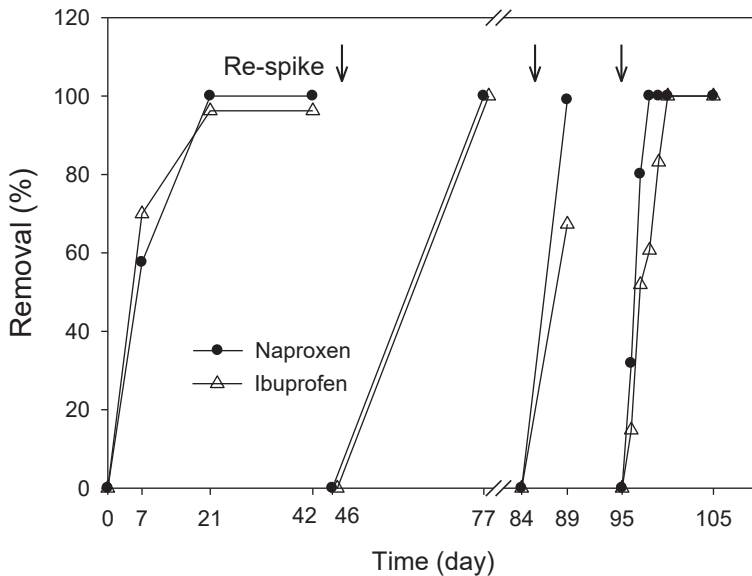 120
Re-spike
100
80
Removal (%)
60
40
Naproxen
Ibuprofen
20
0
0 7 21 42 46 77 84 89 95 105
Time (day)